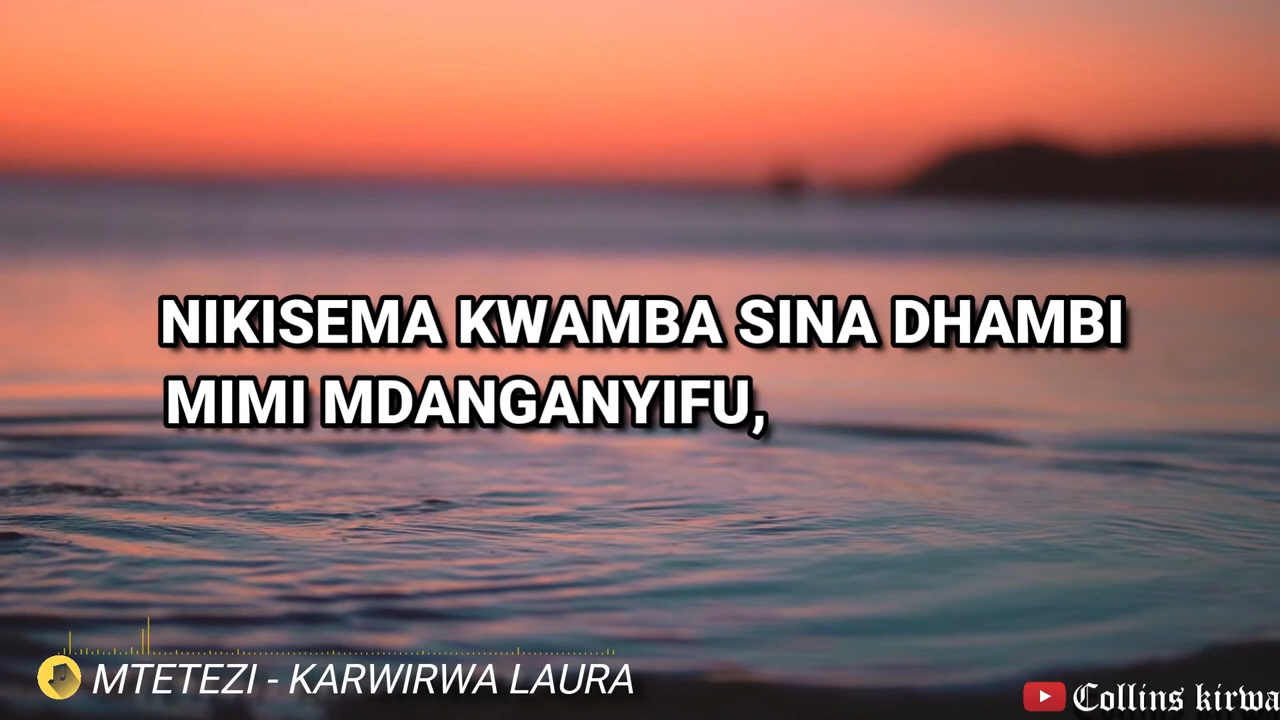 NIKISEMA KWAMBA SINA DHAMBI
MIMI MDANGANYIFU,
MTETEZI - KARWIRWA LAURA
Collins kirwa